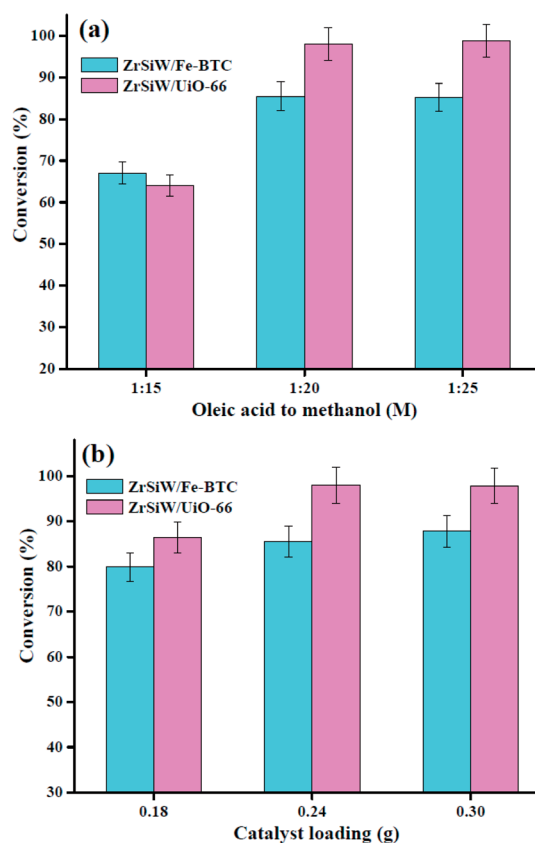 (a)
ZrSiW/Fe-BTC
ZrSiW/UiO-66
Conversion (%)
100
90
80
70
60
50
40
30
20
1:15 1:20 1:25
Oleic acid to methanol (M)
(b)
ZrSiW/Fe-BTC
ZrSiW/UiO-66
Conversion (%)
100
90
80
70
60
50
40
30
0.18 0.24 0.30
Catalyst loading (g)